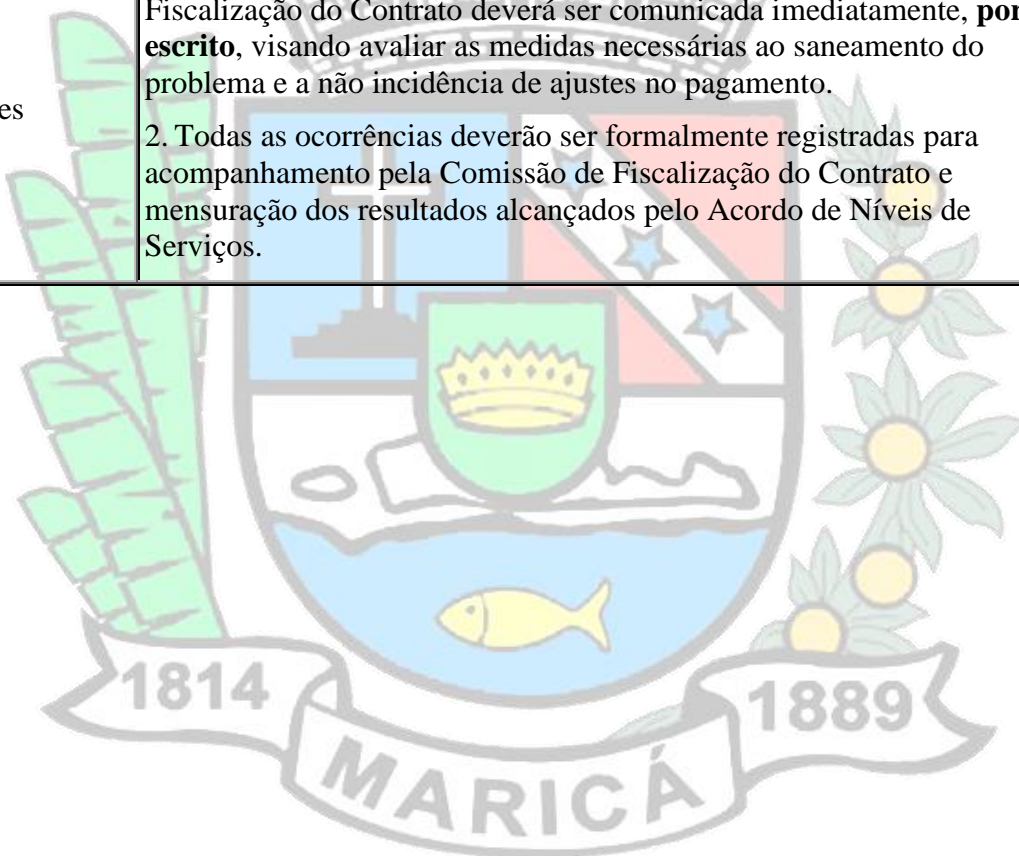 Fiscalização do Contrato deverá ser comunicada imediatamente, por
escrito, visando avaliar as medidas necessárias ao saneamento do
problema e a não incidência de ajustes no pagamento.
es
2. Todas as ocorrências deverão ser formalmente registradas para
acompanhamento pela Comissão de Fiscalização do Contrato e
mensuração dos resultados alcançados pelo Acordo de Níveis de
Serviços.
1814
1889
MARICÁ